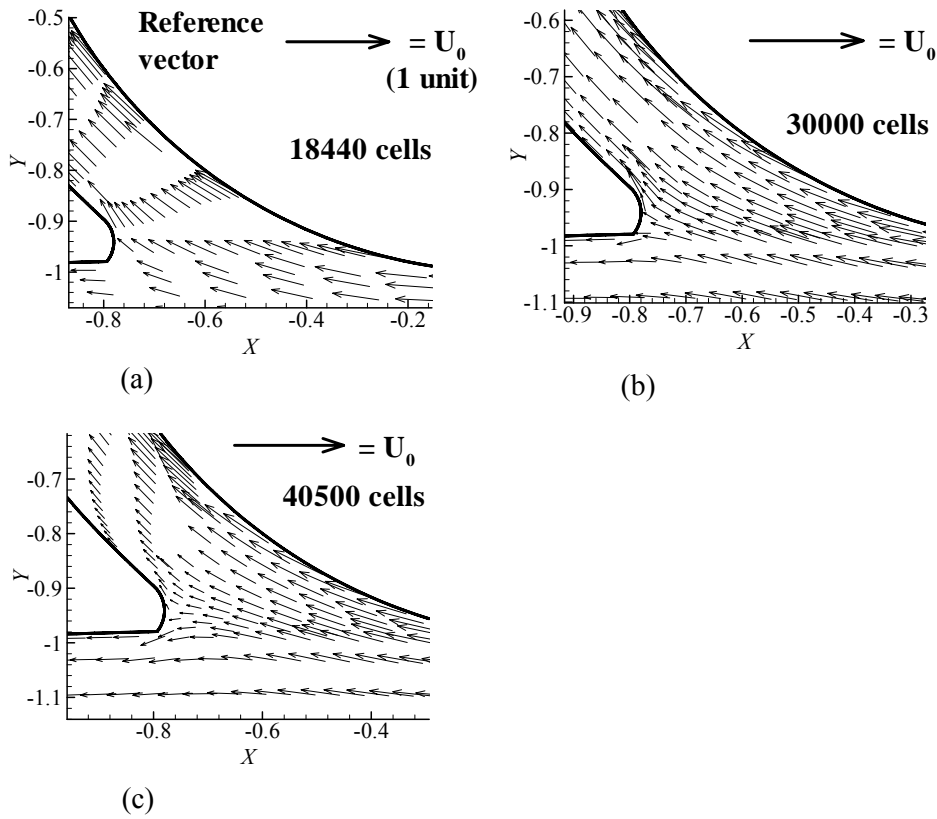 Reference
vector
= U₀
(1 unit)
18440 cells
Y
-0.5
-0.6
-0.7
-0.8
-0.9
-1
-0.8
-0.6
-0.4
-0.2
X
(a)
= U₀
30000 cells
Y
-0.6
-0.7
-0.8
-0.9
-1
-1.1
-0.9
-0.8
-0.7
-0.6
-0.5
-0.4
-0.3
X
(b)
= U₀
40500 cells
Y
-0.7
-0.8
-0.9
-1
-1.1
-0.8
-0.6
-0.4
X
(c)